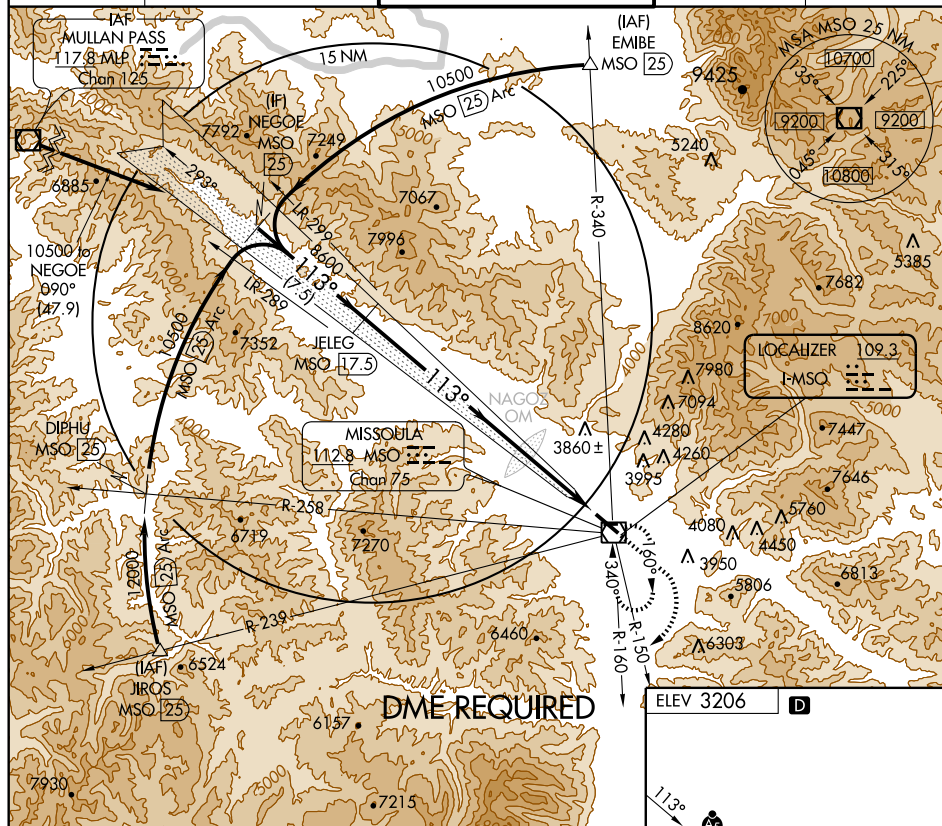 IAF
MULLAN PASS
117.8 MLP
Chan 125
15 NM
(IAF)
EMIBE
MSO 25
10500
MSO 25 Arc
9425
MSA MSO 25 NM
10700
135°
225°
9200
9200
045°
315°
10800
5240
5385
(IF)
NEGOE
MSO
25
7792
7249
7067
7996
6885
293°
LR-299
8600
113°
(7.5)
LR-289
R-340
10500 to
NEGOE
090°
(47.9)
10500
MSO 25 Arc
7352
JELEG
MSO 17.5
113°
NAGOZ
OM
3860 ±
7682
8620
7000
LOCALIZER 109.3
I-MSO
7980
7094
5000
4280
4260
3995
7447
7646
5760
4080
4450
3950
5806
6813
6303
DIPHU
MSO 25
MISSOULA
112.8 MSO
Chan 75
R-258
6719
7270
12000
MSO 25 Arc
R-239
160°
340°
R-150
R-160
6460
(IAF)
JIROS
MSO 25
6524
6157
DME REQUIRED
7930
7215
ELEV 3206
D
113°